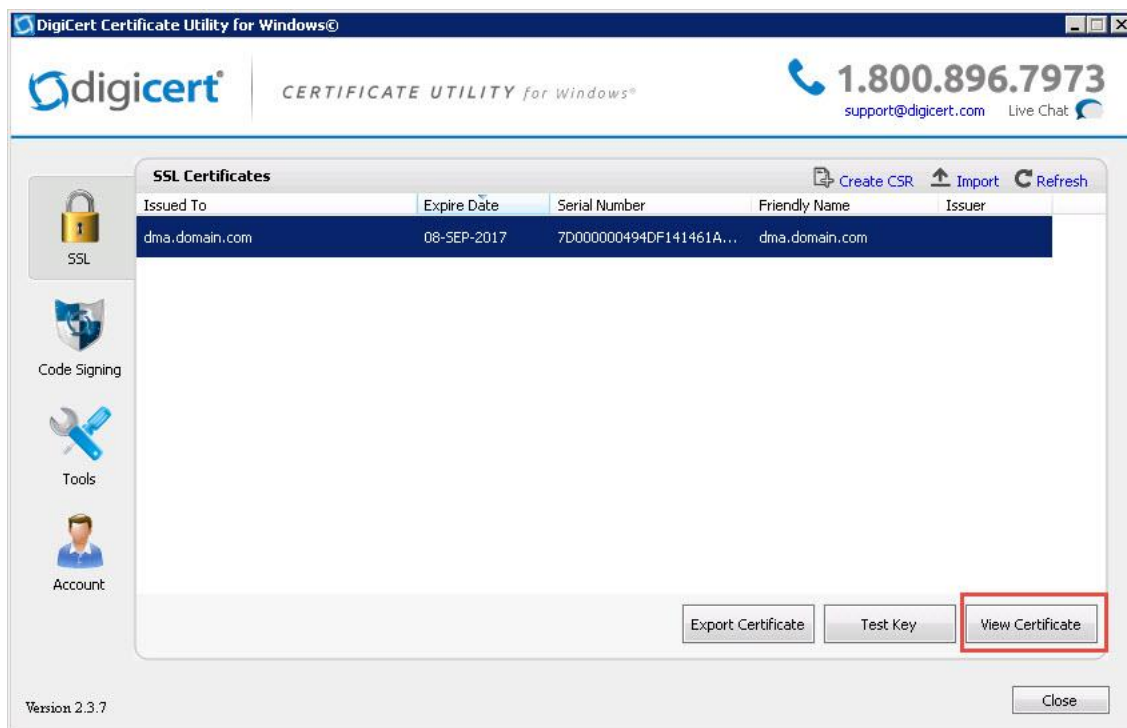 DigiCert Certificate Utility for Windows©
digicert® CERTIFICATE UTILITY for Windows® 1.800.896.7973
support@digicert.com Live Chat
SSL Certificates Create CSR Import Refresh
Issued To Expire Date Serial Number Friendly Name Issuer
dma.domain.com 08-SEP-2017 7D000000494DF141461A... dma.domain.com
SSL
Code Signing
Tools
Account
Export Certificate Test Key View Certificate
Version 2.3.7 Close